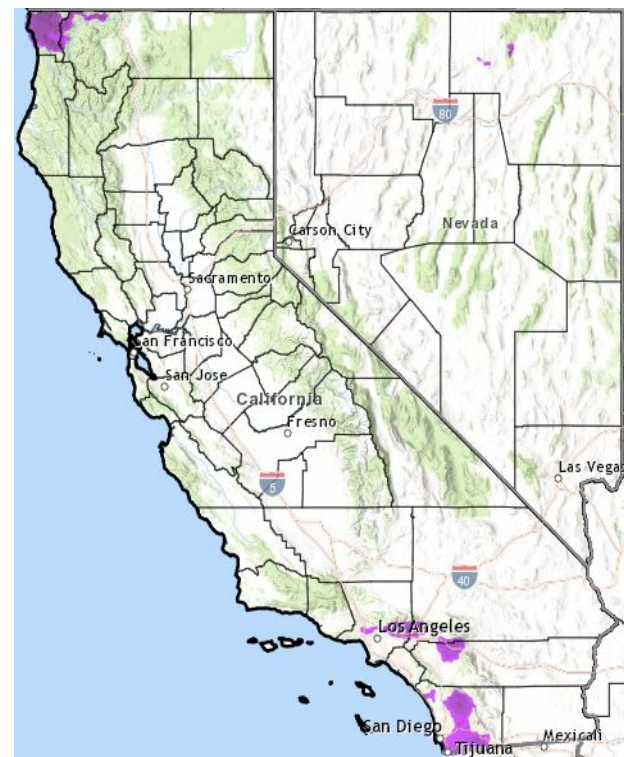 80
Nevada
Carson City
Sacramento
San Francisco
San Jose
California
Fresno
Las Vegas
5
40
Los Angeles
San Diego
Mexicali
Tijuana